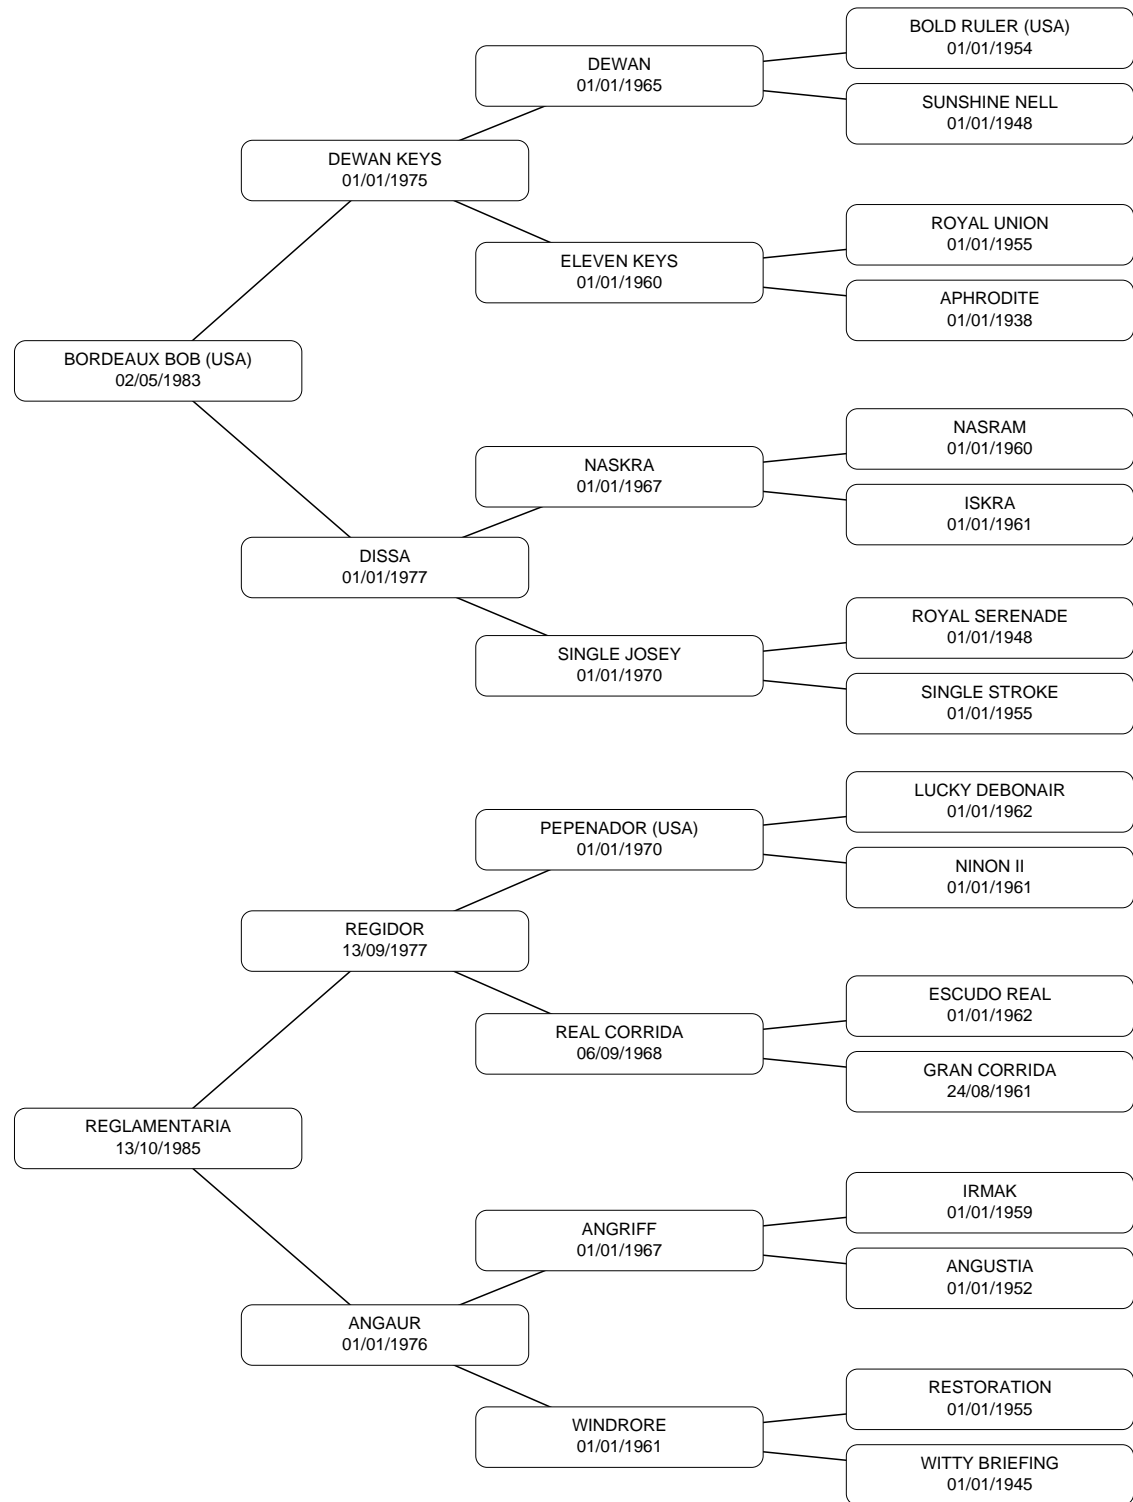 BOLD RULER (USA)
01/01/1954
DEWAN
01/01/1965
SUNSHINE NELL
01/01/1948
DEWAN KEYS
01/01/1975
ROYAL UNION
01/01/1955
ELEVEN KEYS
01/01/1960
APHRODITE
01/01/1938
BORDEAUX BOB (USA)
02/05/1983
NASRAM
01/01/1960
NASKRA
01/01/1967
ISKRA
01/01/1961
DISSA
01/01/1977
ROYAL SERENADE
01/01/1948
SINGLE JOSEY
01/01/1970
SINGLE STROKE
01/01/1955
LUCKY DEBONAIR
01/01/1962
PEPENADOR (USA)
01/01/1970
NINON II
01/01/1961
REGIDOR
13/09/1977
ESCUDO REAL
01/01/1962
REAL CORRIDA
06/09/1968
GRAN CORRIDA
24/08/1961
REGLAMENTARIA
13/10/1985
IRMAK
01/01/1959
ANGRIFF
01/01/1967
ANGUSTIA
01/01/1952
ANGAUR
01/01/1976
RESTORATION
01/01/1955
WINDRORE
01/01/1961
WITTY BRIEFING
01/01/1945